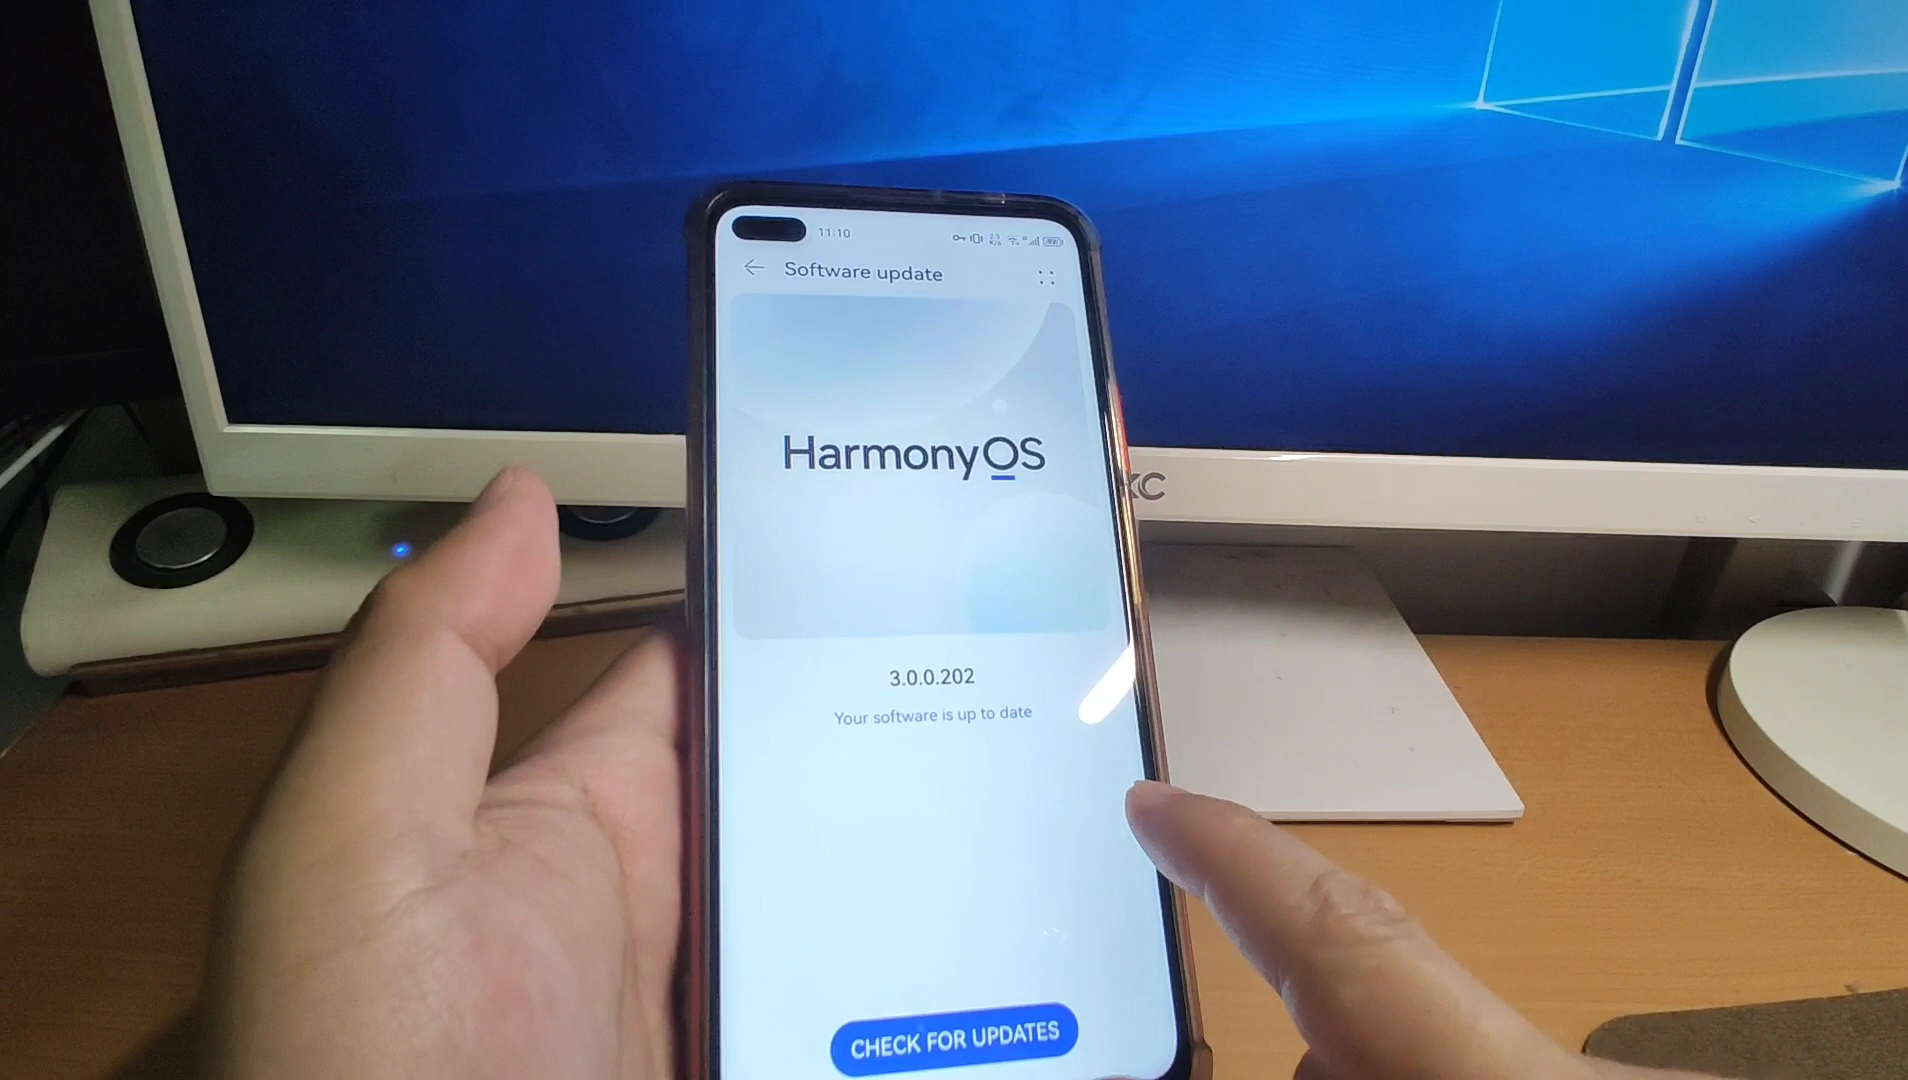 11:10
Software update
HarmonyOS
3.0.0.202
Your software is up to date
CHECK FOR UPDATES